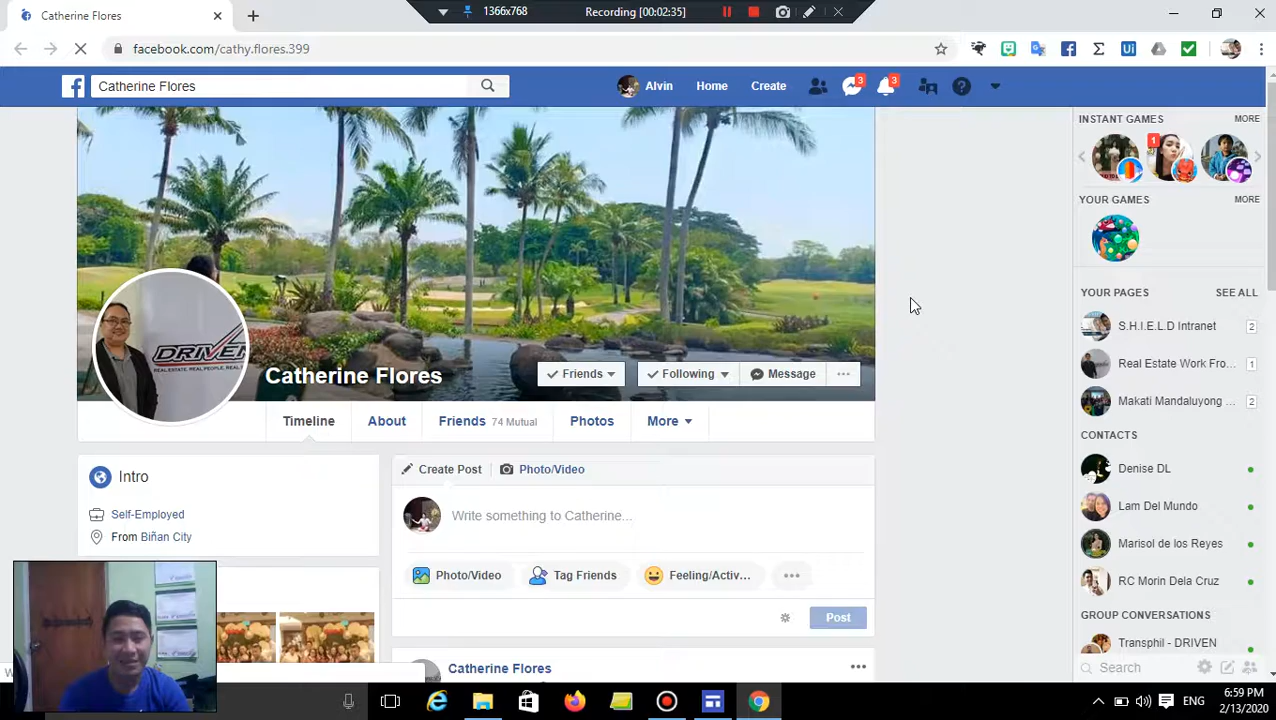 Catherine Flores
1366x768
Recording [00:02:35]
facebook.com/cathy.flores.399
Catherine Flores
Alvin
Home
Create
3
3
INSTANT GAMES
MORE
1
YOUR GAMES
MORE
YOUR PAGES
SEE ALL
S.H.I.E.L.D Intranet
2
Real Estate Work Fro...
1
Makati Mandaluyong ...
2
CONTACTS
Denise DL
Lam Del Mundo
Marisol de los Reyes
RC Morin Dela Cruz
GROUP CONVERSATIONS
Transphil - DRIVEN
Search
DRIVEN
Catherine Flores
Friends
Following
Message
Timeline
About
Friends 74 Mutual
Photos
More
Intro
Self-Employed
From Biñan City
Create Post
Photo/Video
Write something to Catherine...
Photo/Video
Tag Friends
Feeling/Activ...
Post
Catherine Flores
ENG
6:59 PM
2/13/2020